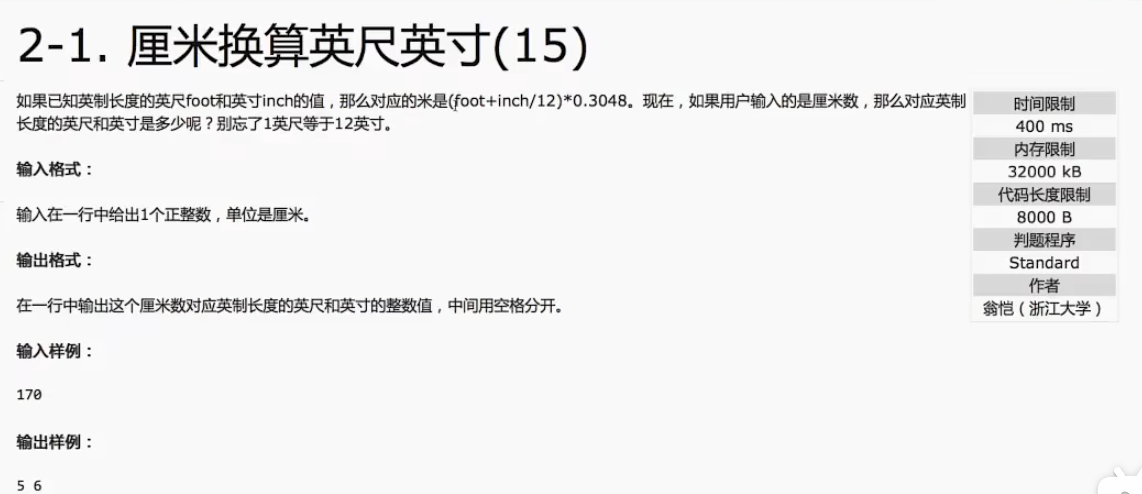 2-1. 厘米换算英尺英寸(15)
如果已知英制长度的英尺foot和英寸inch的值，那么对应的米是(foot+inch/12)*0.3048。现在，如果用户输入的是厘米数，那么对应英制
长度的英尺和英寸是多少呢？别忘了1英尺等于12英寸。
输入格式：
输入在一行中给出1个正整数，单位是厘米。
输出格式：
在一行中输出这个厘米数对应英制长度的英尺和英寸的整数值，中间用空格分开。
输入样例：
170
输出样例：
5 6
时间限制
400 ms
内存限制
32000 kB
代码长度限制
8000 B
判题程序
Standard
作者
翁恺（浙江大学）